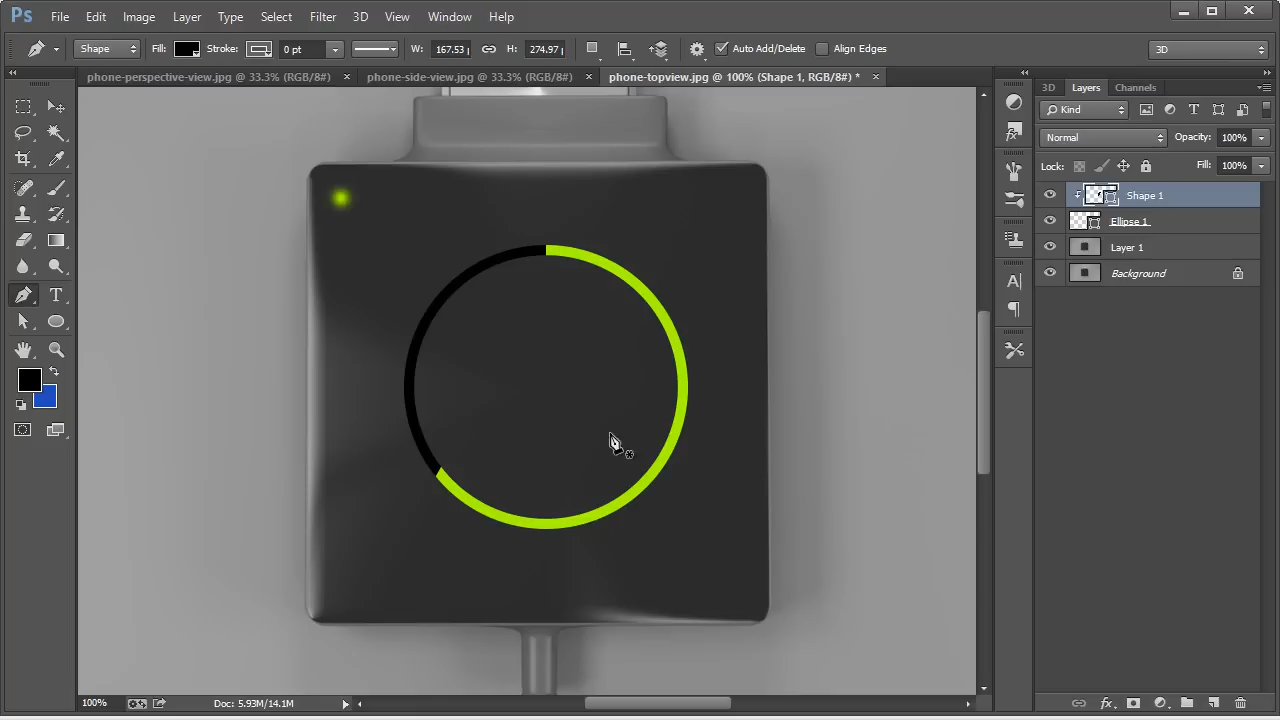 Ps File Edit Image Layer Type Select Filter 3D View Window Help
Shape Fill: Stroke: 0 pt W: 167.53 H: 274.97 Auto Add/Delete Align Edges 3D
phone-perspective-view.jpg @ 33.3% (RGB/8#) phone-side-view.jpg @ 33.3% (RGB/8#) phone-topview.jpg @ 100% (Shape 1, RGB/8#) *
3D Layers Channels
Kind
Normal Opacity: 100%
Lock: Fill: 100%
Shape 1
Ellipse 1
Layer 1
Background
100% Doc: 5.93M/14.1M